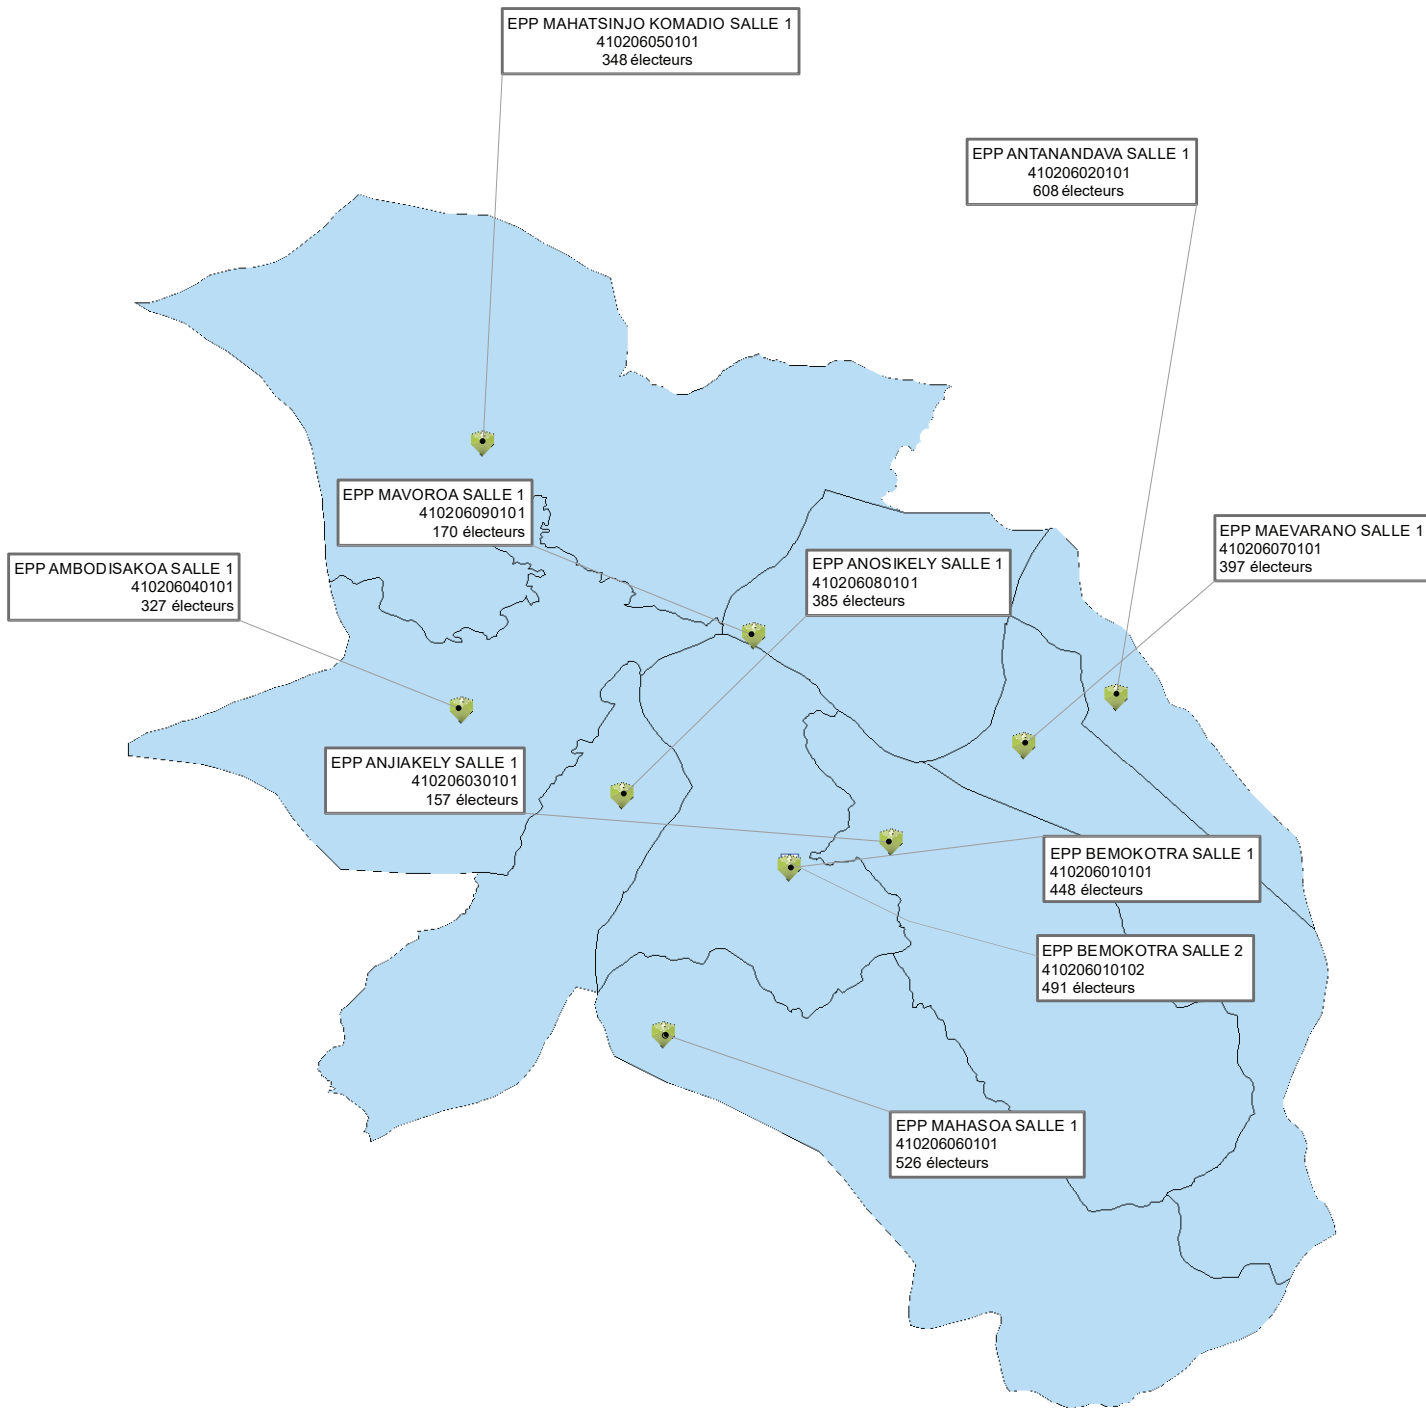 EPP MAHATSINJO KOMADIO SALLE 1
410206050101
348 électeurs
EPP ANTANANDAVA SALLE 1
410206020101
608 électeurs
EPP MAVOROA SALLE 1
410206090101
170 électeurs
EPP MAEVARANO SALLE 1
410206070101
397 électeurs
EPP ANOSIKELY SALLE 1
410206080101
385 électeurs
EPP AMBODISAKOA SALLE 1
410206040101
327 électeurs
EPP ANJIAKELY SALLE 1
410206030101
157 électeurs
EPP BEMOKOTRA SALLE 1
410206010101
448 électeurs
EPP BEMOKOTRA SALLE 2
410206010102
491 électeurs
EPP MAHASOA SALLE 1
410206060101
526 électeurs